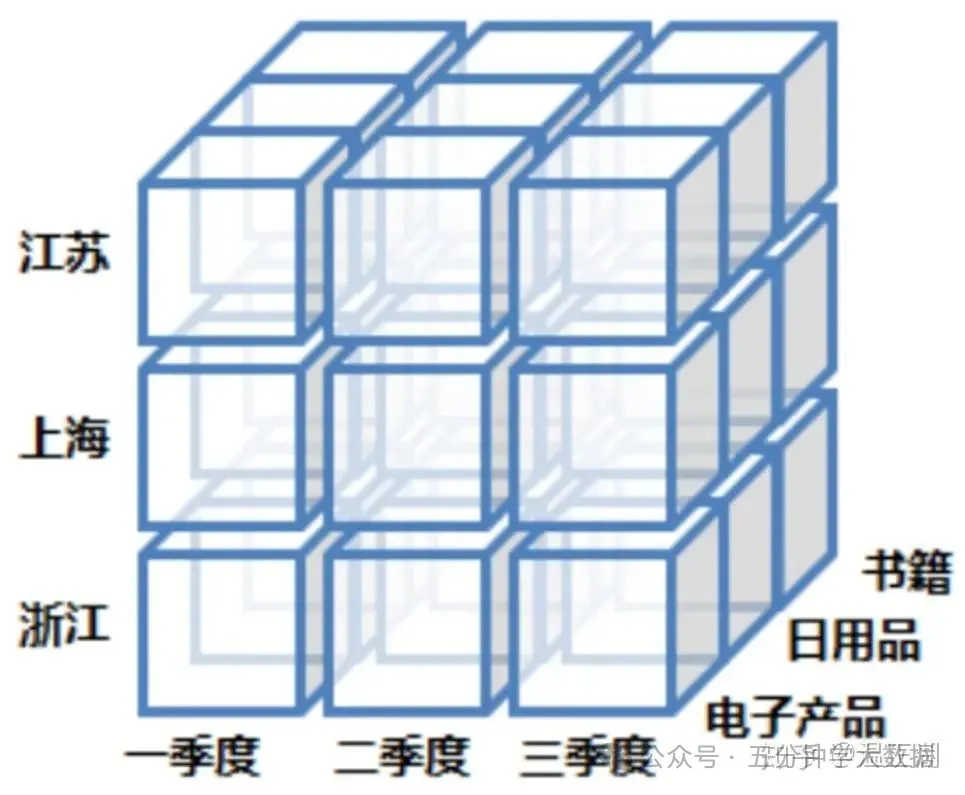 江苏
上海
浙江
书籍
日用品
电子产品
一季度 二季度 三季度
公众号·五分钟学大数据